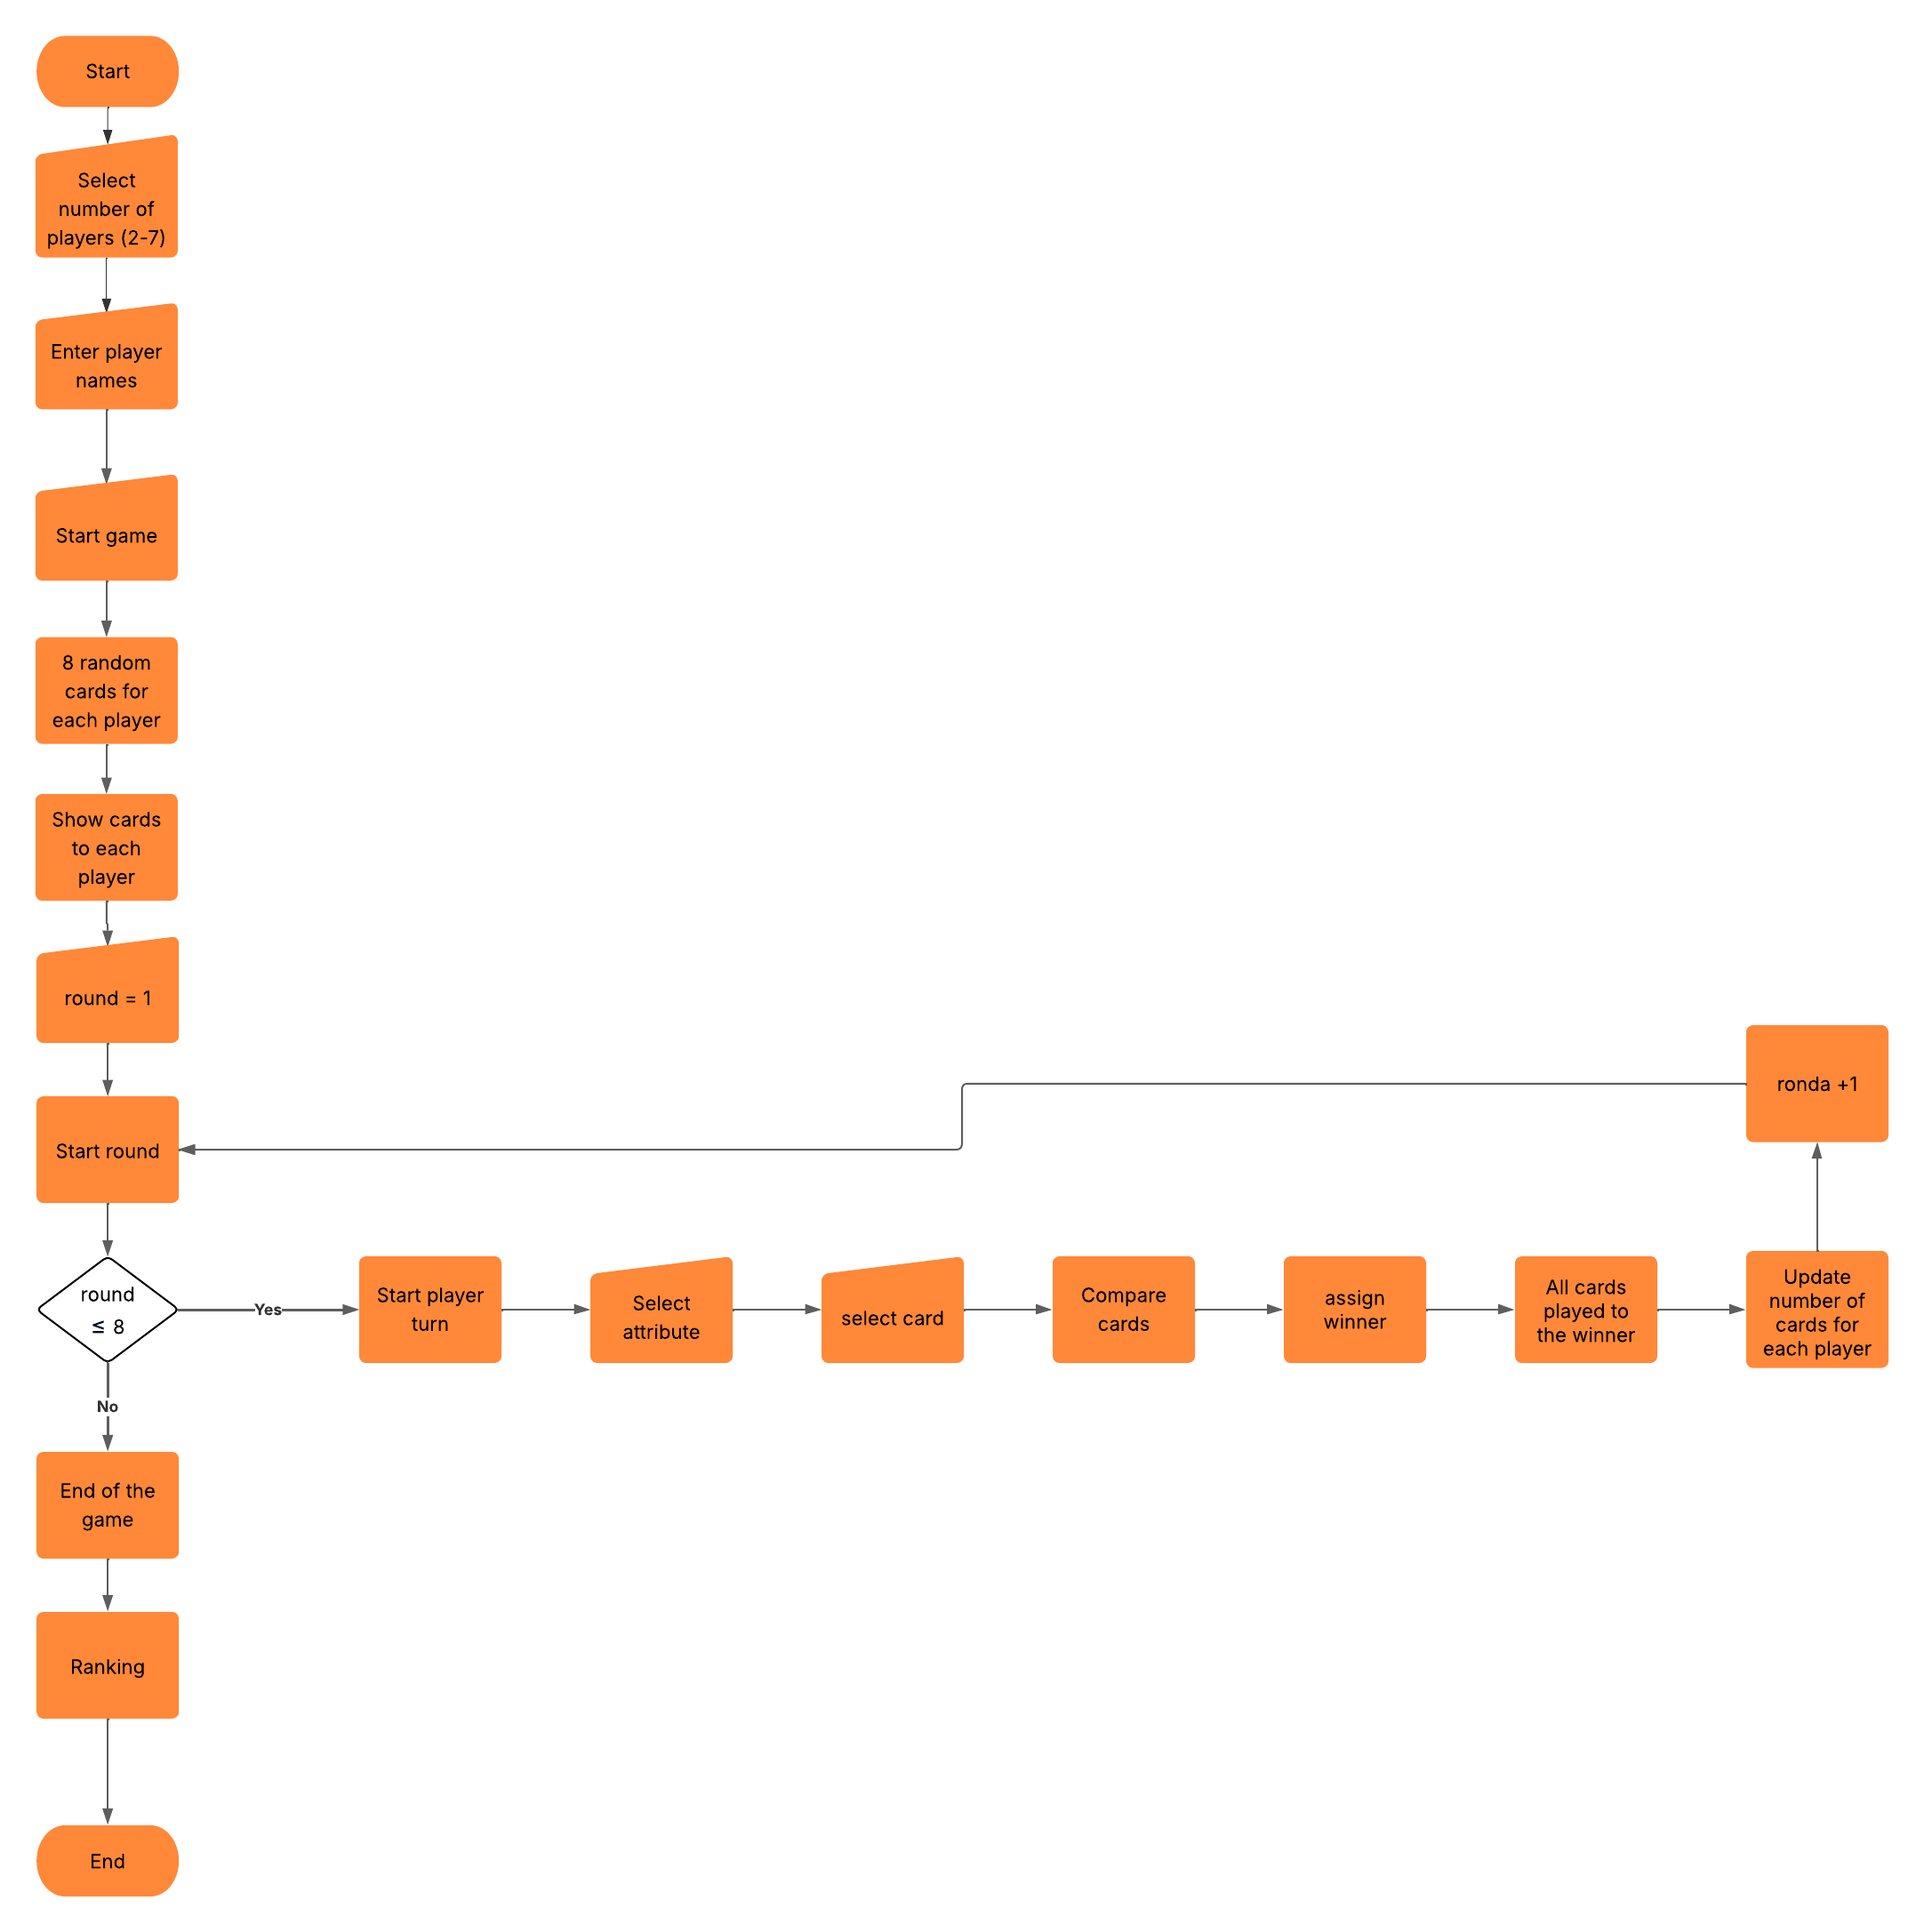 Start
Select
number of
players (2-7)
Enter player
names
Start game
8 random
cards for
each player
Show cards
to each
player
round = 1
Start round
round
≤ 8
Yes
Start player
turn
Select
attribute
select card
Compare
cards
assign
winner
All cards
played to
the winner
Update
number of
cards for
each player
ronda +1
No
End of the
game
Ranking
End